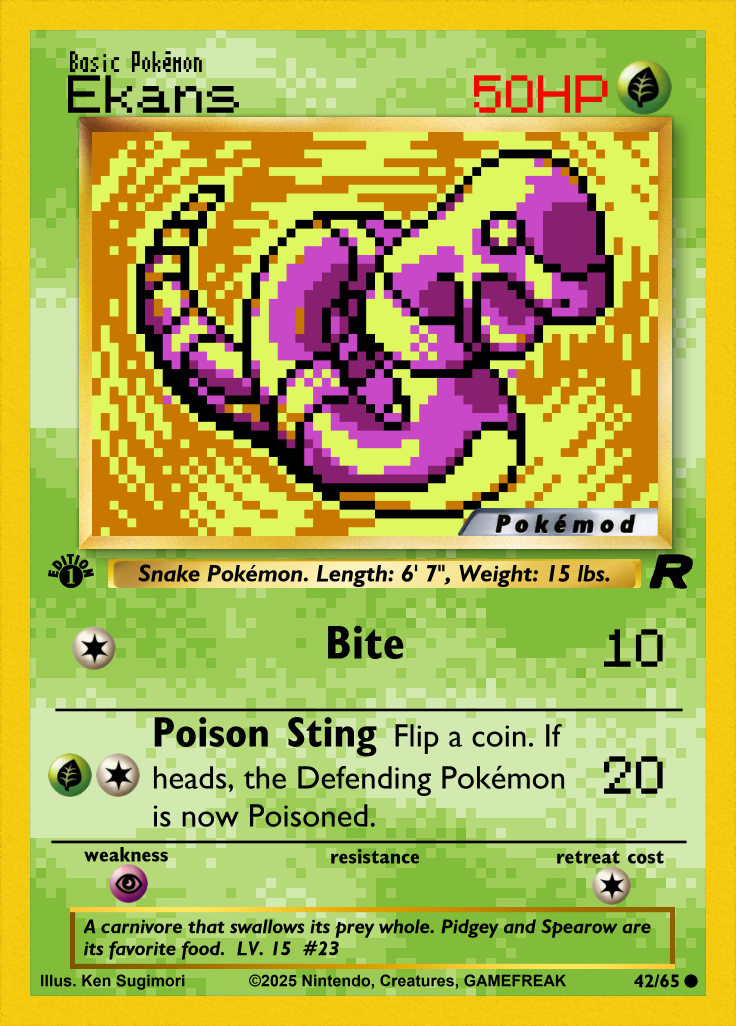 Basic Pokémon
Ekans 50HP
Pokémod
EDITION 1
Snake Pokémon. Length: 6' 7", Weight: 15 lbs.
R
Bite 10
Poison Sting Flip a coin. If
heads, the Defending Pokémon 20
is now Poisoned.
weakness resistance retreat cost
A carnivore that swallows its prey whole. Pidgey and Spearow are
its favorite food. LV. 15 #23
Illus. Ken Sugimori ©2025 Nintendo, Creatures, GAMEFREAK 42/65